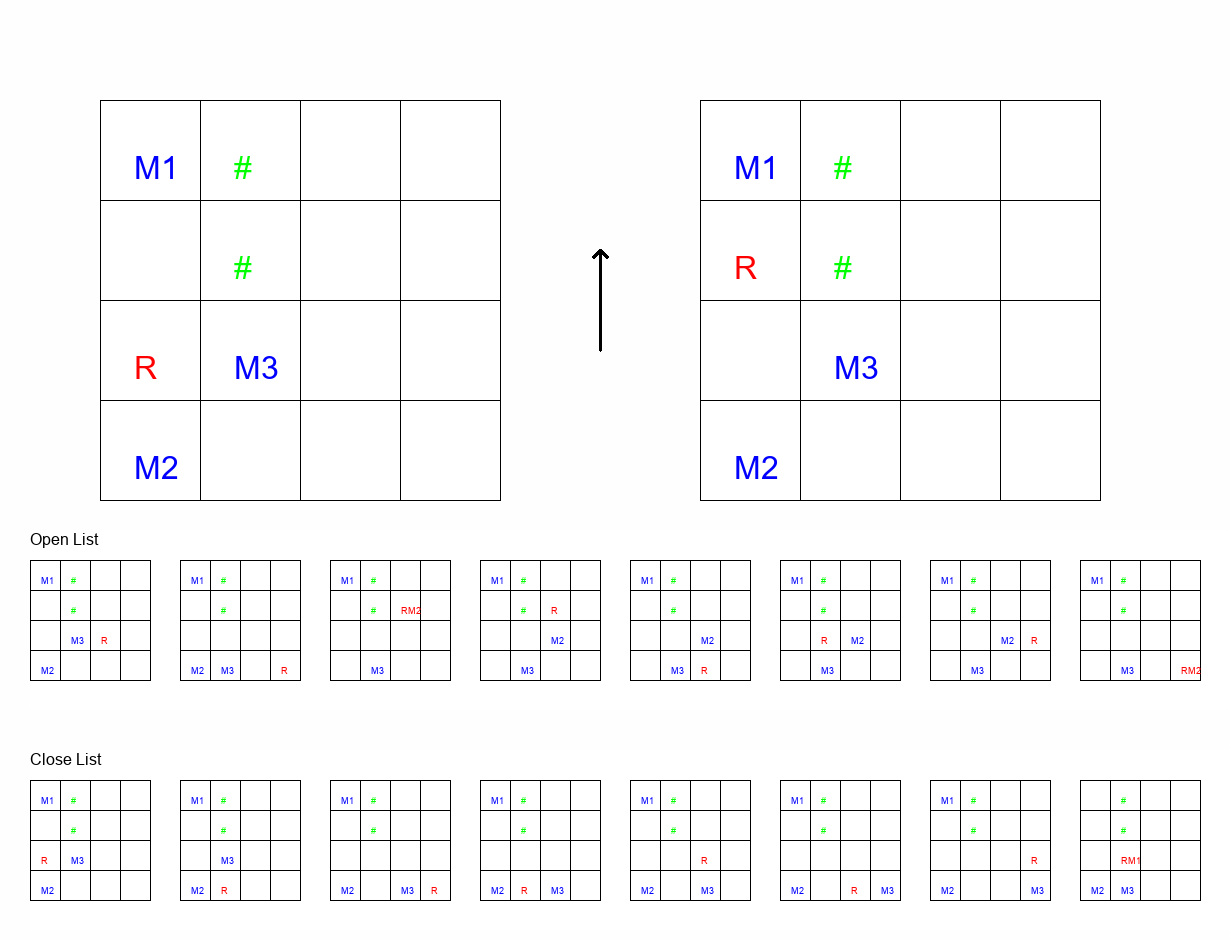 M1 # M1 #
# R #
R M3 M3
M2 M2
Open List
M1 # M1 # M1 # M1 # M1 # M1 # M1 # M1 #
# # # RM2 # R # # # #
M3 R M2 M2 R M2 M2 R
M2 M2 M3 R M3 M3 M3 R M3 M3 M3 RM2
Close List
M1 # M1 # M1 # M1 # M1 # M1 # M1 # #
# # # # # # # #
R M3 M3 R R RM1
M2 M2 R M2 M3 R M2 R M3 M2 M3 M2 R M3 M2 M3 M2 M3